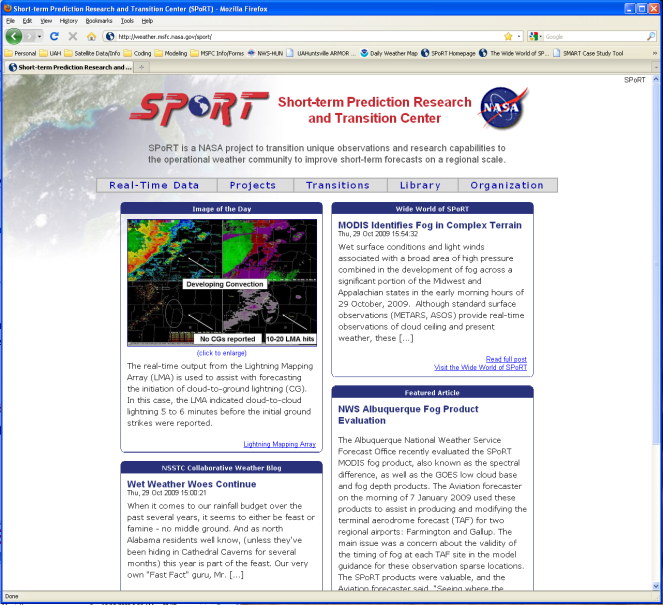 Short-term Prediction Research and Transition Center (SPoRT) - Mozilla Firefox
File Edit View History Bookmarks Tools Help
http://weather.msfc.nasa.gov/sport/
Google
Personal UAH Satellite Data/Info Coding Modeling MSFC Info/Forms NWS-HUN UAHuntsville ARMOR ... Daily Weather Map SPoRT Homepage The Wide World of SP... SMART Case Study Tool
Short-term Prediction Research and ...
SPoRT
SPoRT
Short-term Prediction Research
and Transition Center
NASA
SPoRT is a NASA project to transition unique observations and research capabilities to
the operational weather community to improve short-term forecasts on a regional scale.
Real-Time Data Projects Transitions Library Organization
Image of the Day
Developing Convection
No CGs reported
10-20 LMA hits
(click to enlarge)
The real-time output from the Lightning Mapping
Array (LMA) is used to assist with forecasting
the initiation of cloud-to-ground lightning (CG).
In this case, the LMA indicated cloud-to-cloud
lightning 5 to 6 minutes before the initial ground
strikes were reported.
Lightning Mapping Array
NSSTC Collaborative Weather Blog
Wet Weather Woes Continue
Thu, 29 Oct 2009 15:00:21
When it comes to our rainfall budget over the
past several years, it seems to either be feast or
famine - no middle ground. And as north
Alabama residents well know, (unless they've
been hiding in Cathedral Caverns for several
months) this year is part of the feast. Our very
own "Fast Fact" guru, Mr. [...]
Wide World of SPoRT
MODIS Identifies Fog in Complex Terrain
Thu, 29 Oct 2009 15:54:32
Wet surface conditions and light winds
associated with a broad area of high pressure
combined in the development of fog across a
significant portion of the Midwest and
Appalachian states in the early morning hours of
29 October, 2009. Although standard surface
observations (METARS, ASOS) provide real-time
observations of cloud ceiling and present
weather, these [...]
Read full post
Visit the Wide World of SPoRT
Featured Article
NWS Albuquerque Fog Product
Evaluation
The Albuquerque National Weather Service
Forecast Office recently evaluated the SPoRT
MODIS fog product, also known as the spectral
difference, as well as the GOES low cloud base
and fog depth products. The Aviation forecaster
on the morning of 7 January 2009 used these
products to assist in producing and modifying the
terminal aerodrome forecast (TAF) for two
regional airports: Farmington and Gallup. The
main issue was a concern about the validity of
the timing of fog at each TAF site in the model
guidance for these observation sparse locations.
The SPoRT products were valuable, and the
Aviation forecaster said, "Seeing where the
Done